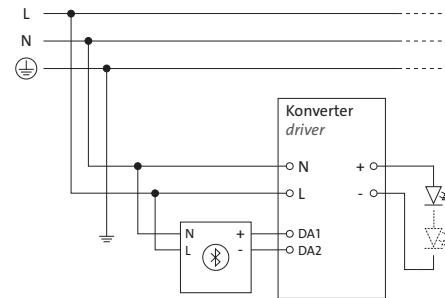 L
N
Konverter
driver
N +
L -
N + DA1
L - DA2